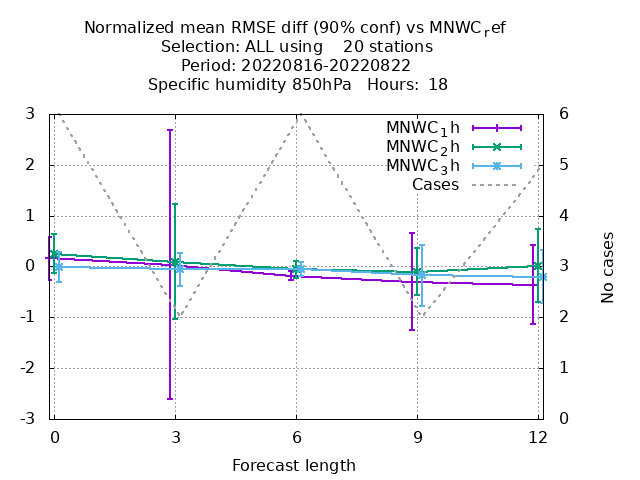 Normalized mean RMSE diff (90% conf) vs MNWC_ref
Selection: ALL using 20 stations
Period: 20220816-20220822
Specific humidity 850hPa Hours: 18
MNWC_1h
MNWC_2h
MNWC_3h
Cases
3
2
1
0
-1
-2
-3
6
5
4
3
2
1
0
No cases
0 3 6 9 12
Forecast length